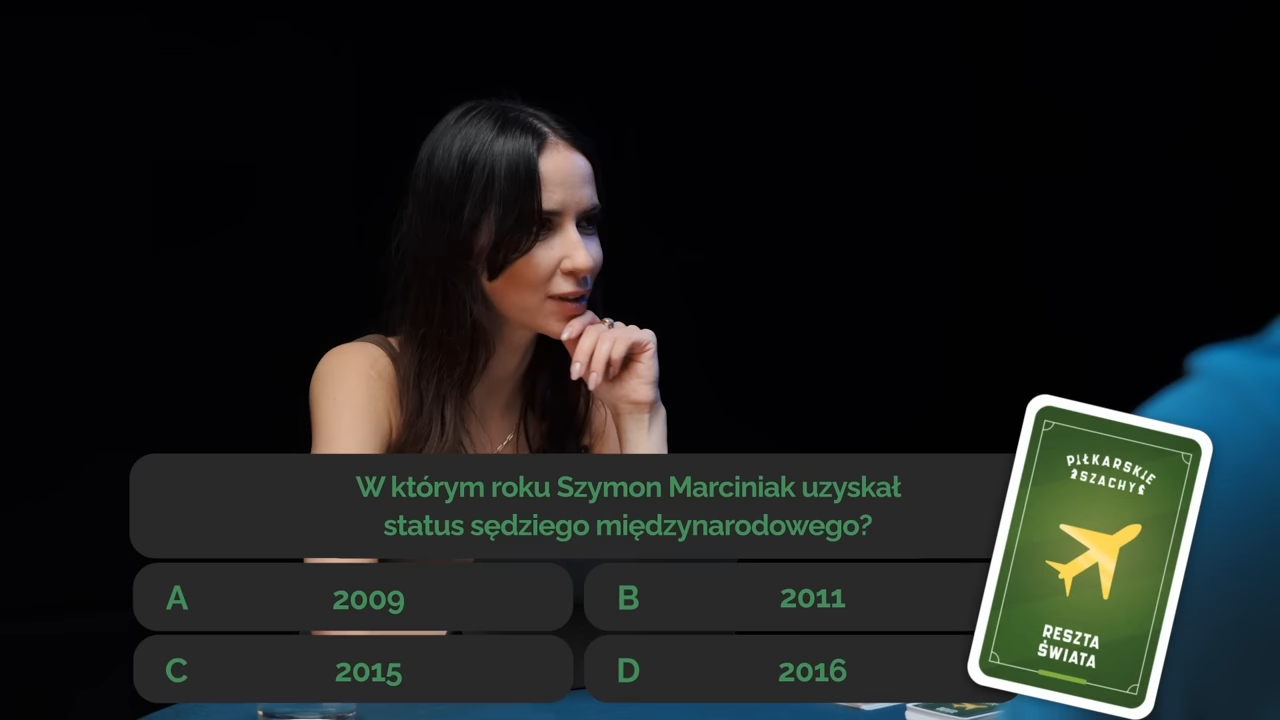 W którym roku Szymon Marciniak uzyskał
status sędziego międzynarodowego?
A 2009
B 2011
C 2015
D 2016
PIŁKARSKIE
SZACHY
RESZTA
ŚWIATA